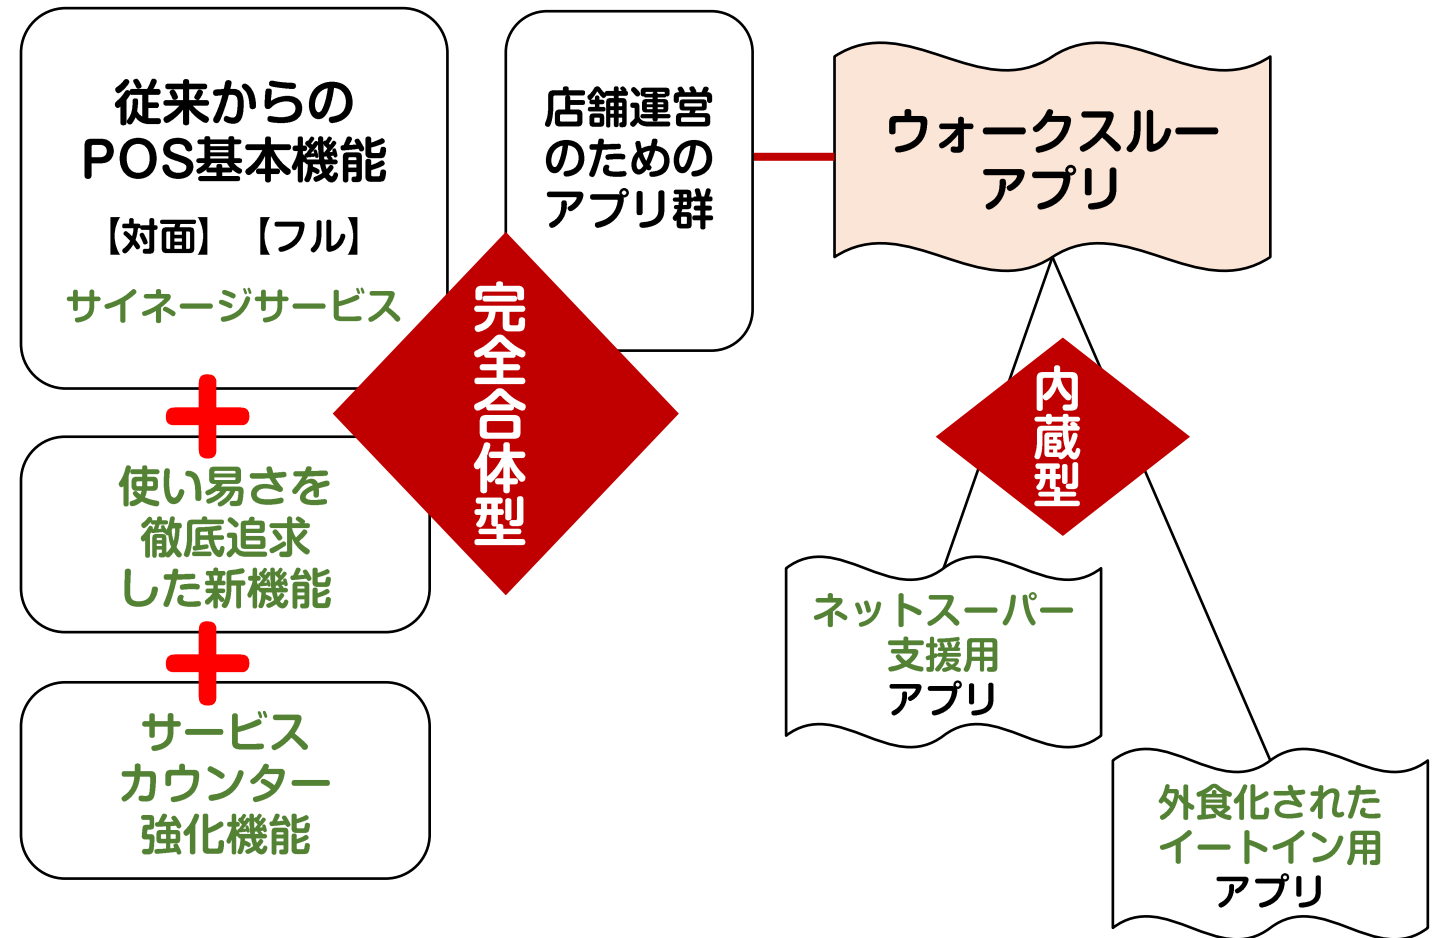 従来からの
POS基本機能
【対面】 【フル】
サイネージサービス
使い易さを
徹底追求
した新機能
サービス
カウンター
強化機能
完全合体型
店舗運営
のための
アプリ群
ウォークスルー
アプリ
内蔵型
ネットスーパー
支援用
アプリ
外食化された
イートイン用
アプリ